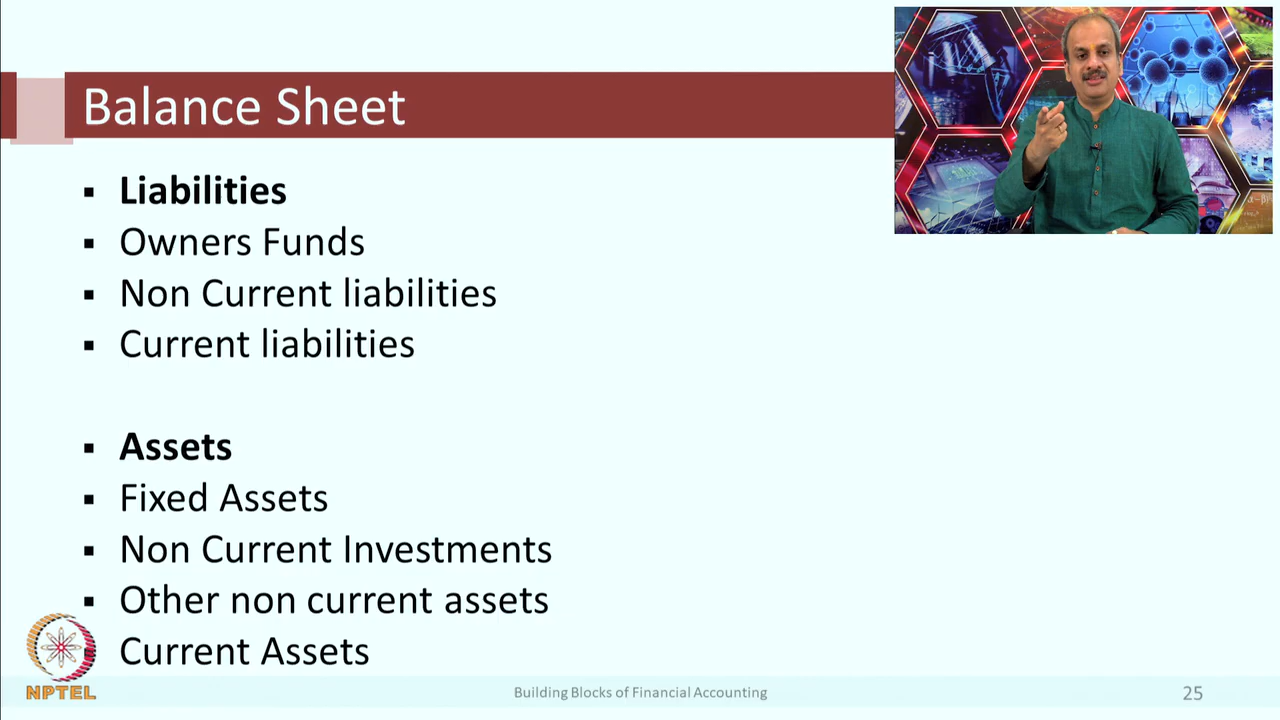 Balance Sheet
▪ Liabilities
▪ Owners Funds
▪ Non Current liabilities
▪ Current liabilities
▪ Assets
▪ Fixed Assets
▪ Non Current Investments
▪ Other non current assets
Current Assets
NPTEL
Building Blocks of Financial Accounting
25